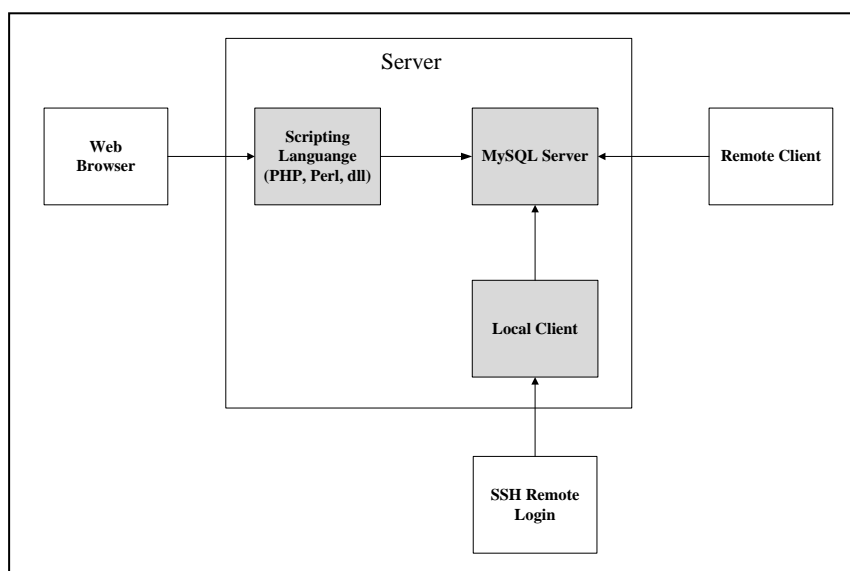 Server
Web
Browser
Scripting
Languange
(PHP, Perl, dll)
MySQL Server
Remote Client
Local Client
SSH Remote
Login